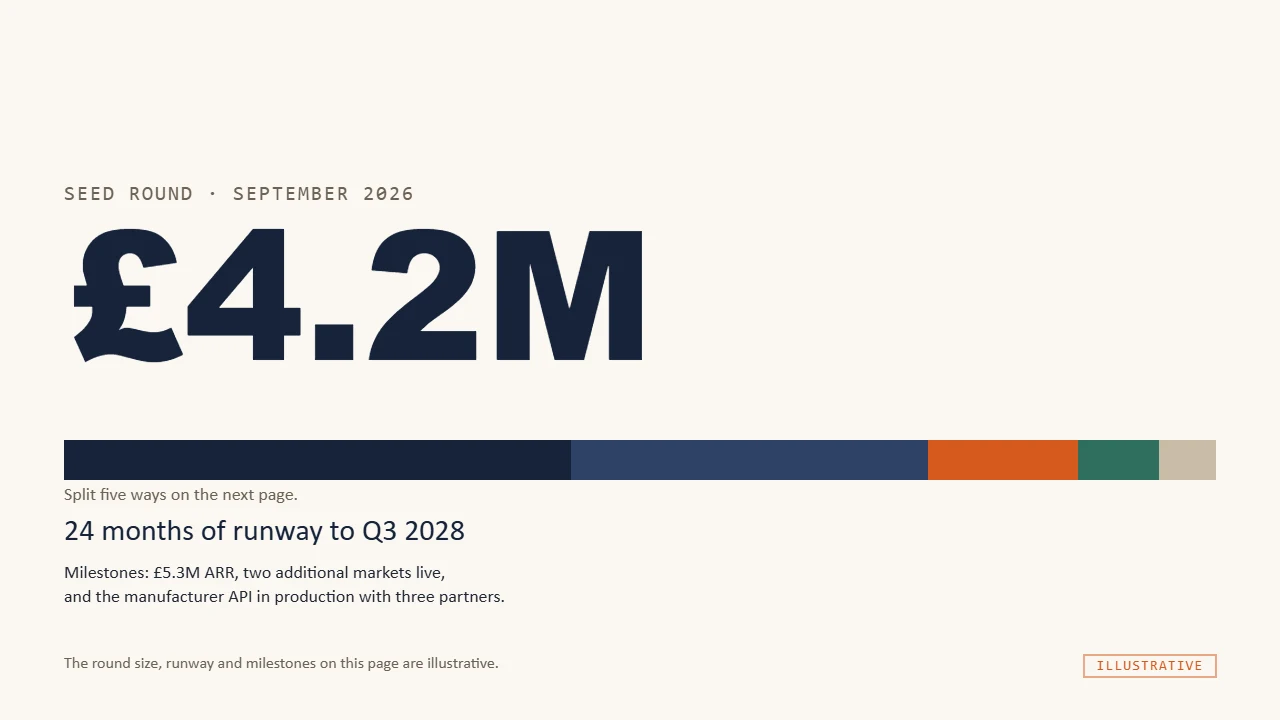 SEED ROUND · SEPTEMBER 2026
£4.2M
Split five ways on the next page.
24 months of runway to Q3 2028
Milestones: £5.3M ARR, two additional markets live,
and the manufacturer API in production with three partners.
The round size, runway and milestones on this page are illustrative.
ILLUSTRATIVE